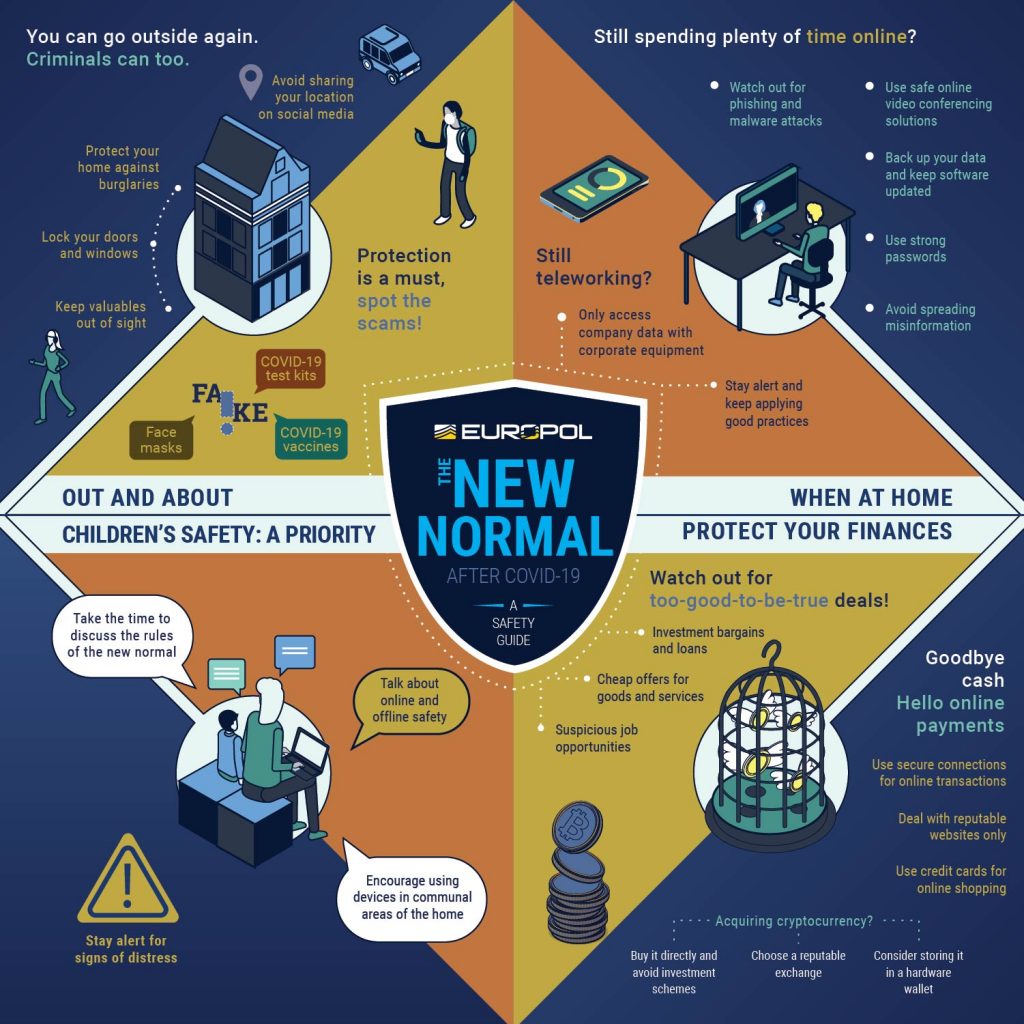 You can go outside again.
Criminals can too.
Avoid sharing
your location
on social media
Protect your
home against
burglaries
Lock your doors
and windows
Keep valuables
out of sight
Protection
is a must,
spot the
scams!
FA!KE
COVID-19
test kits
Face
masks
COVID-19
vaccines
OUT AND ABOUT
Still spending plenty of time online?
Watch out for
phishing and
malware attacks
Use safe online
video conferencing
solutions
Back up your data
and keep software
updated
Use strong
passwords
Avoid spreading
misinformation
Still
teleworking?
Only access
company data with
corporate equipment
Stay alert and
keep applying
good practices
WHEN AT HOME
EUROPOL
THE NEW
NORMAL
AFTER COVID-19
A
SAFETY
GUIDE
CHILDREN'S SAFETY: A PRIORITY
Take the time to
discuss the rules
of the new normal
Talk about
online and
offline safety
Encourage using
devices in communal
areas of the home
Stay alert for
signs of distress
PROTECT YOUR FINANCES
Watch out for
too-good-to-be-true deals!
Investment bargains
and loans
Cheap offers for
goods and services
Suspicious job
opportunities
Goodbye
cash
Hello online
payments
Use secure connections
for online transactions
Deal with reputable
websites only
Use credit cards for
online shopping
Acquiring cryptocurrency?
Buy it directly and
avoid investment
schemes
Choose a reputable
exchange
Consider storing it
in a hardware
wallet